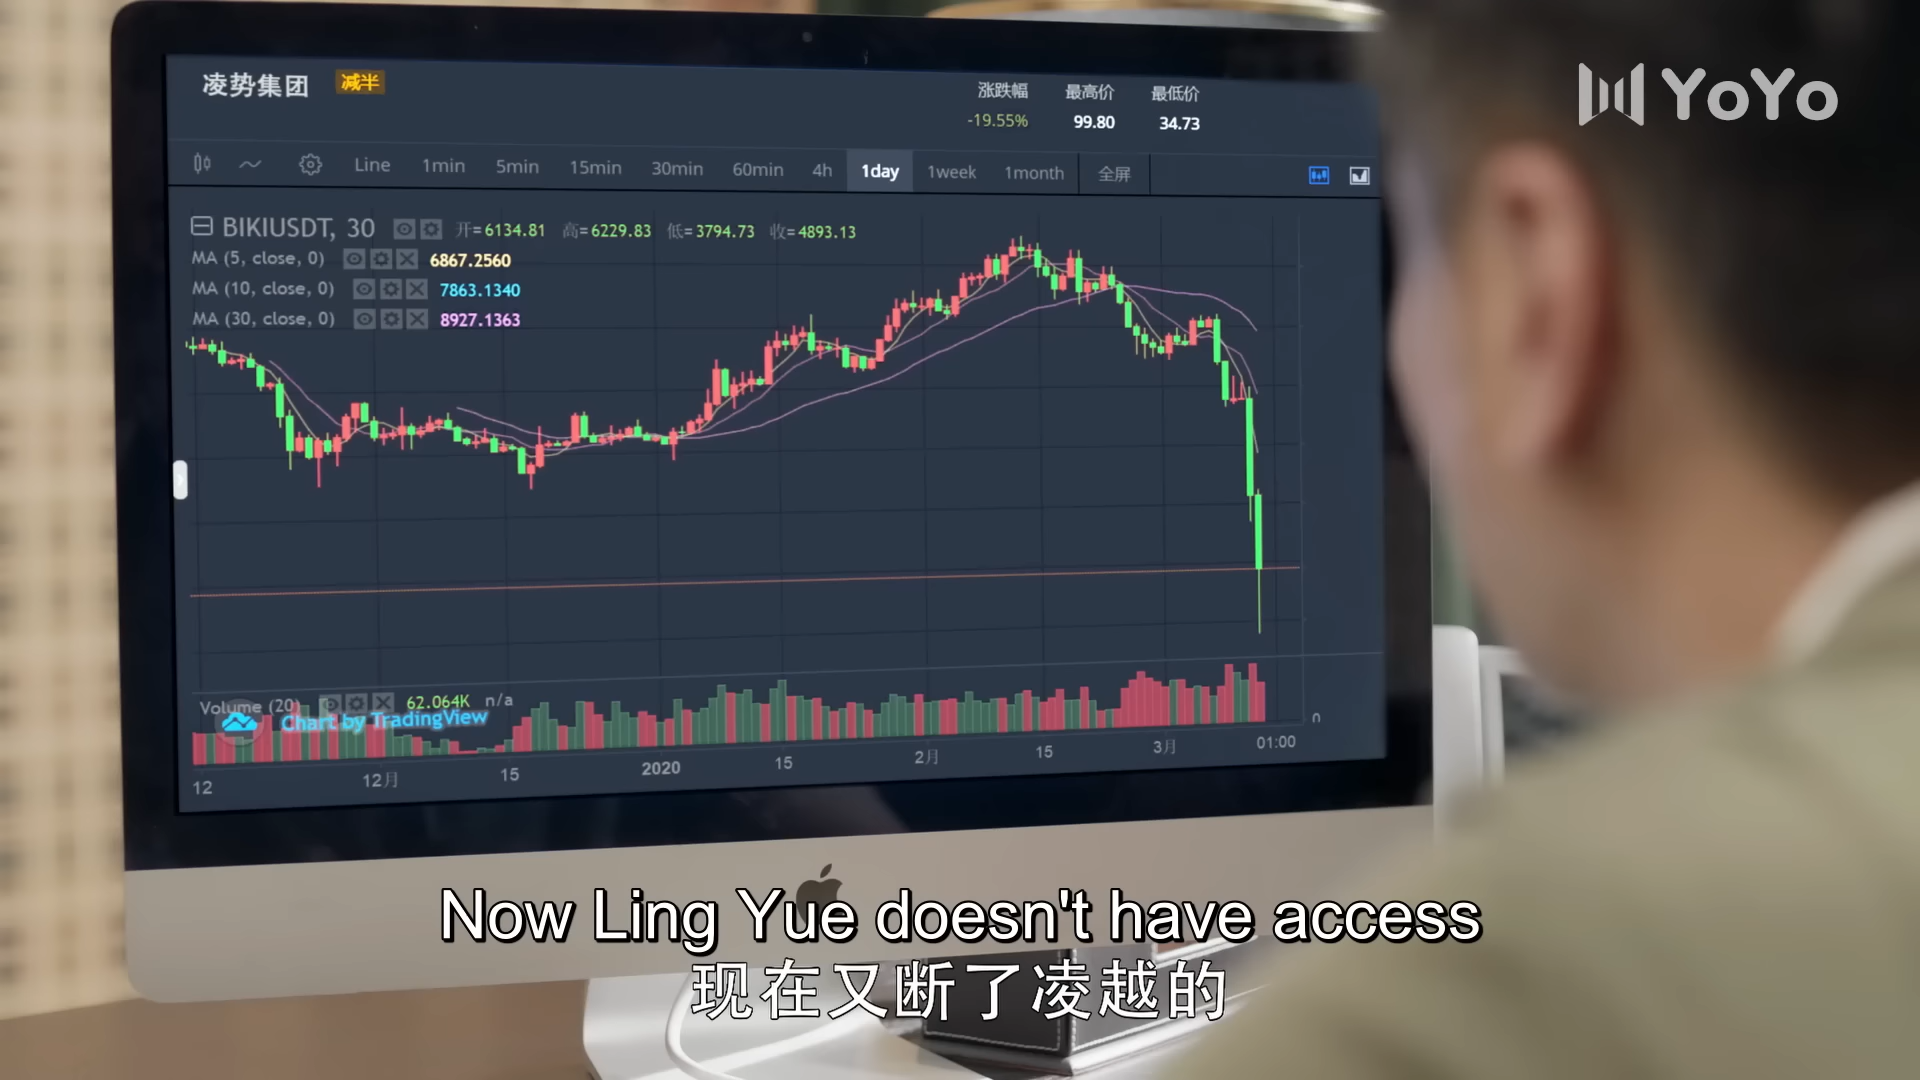 凌势集团 减半
涨跌幅 最高价 最低价
-19.55% 99.80 34.73
YoYo
Line 1min 5min 15min 30min 60min 4h 1day 1week 1month 全屏
BIKIUSDT, 30 开=6134.81 高=6229.83 低=3794.73 收=4893.13
MA (5, close, 0) 6867.2560
MA (10, close, 0) 7863.1340
MA (30, close, 0) 8927.1363
Volume (20) 62.064K n/a
Chart by TradingView
0
12 12月 15 2020 15 2月 15 3月 01:00
Now Ling Yue doesn't have access
现在又断了凌越的